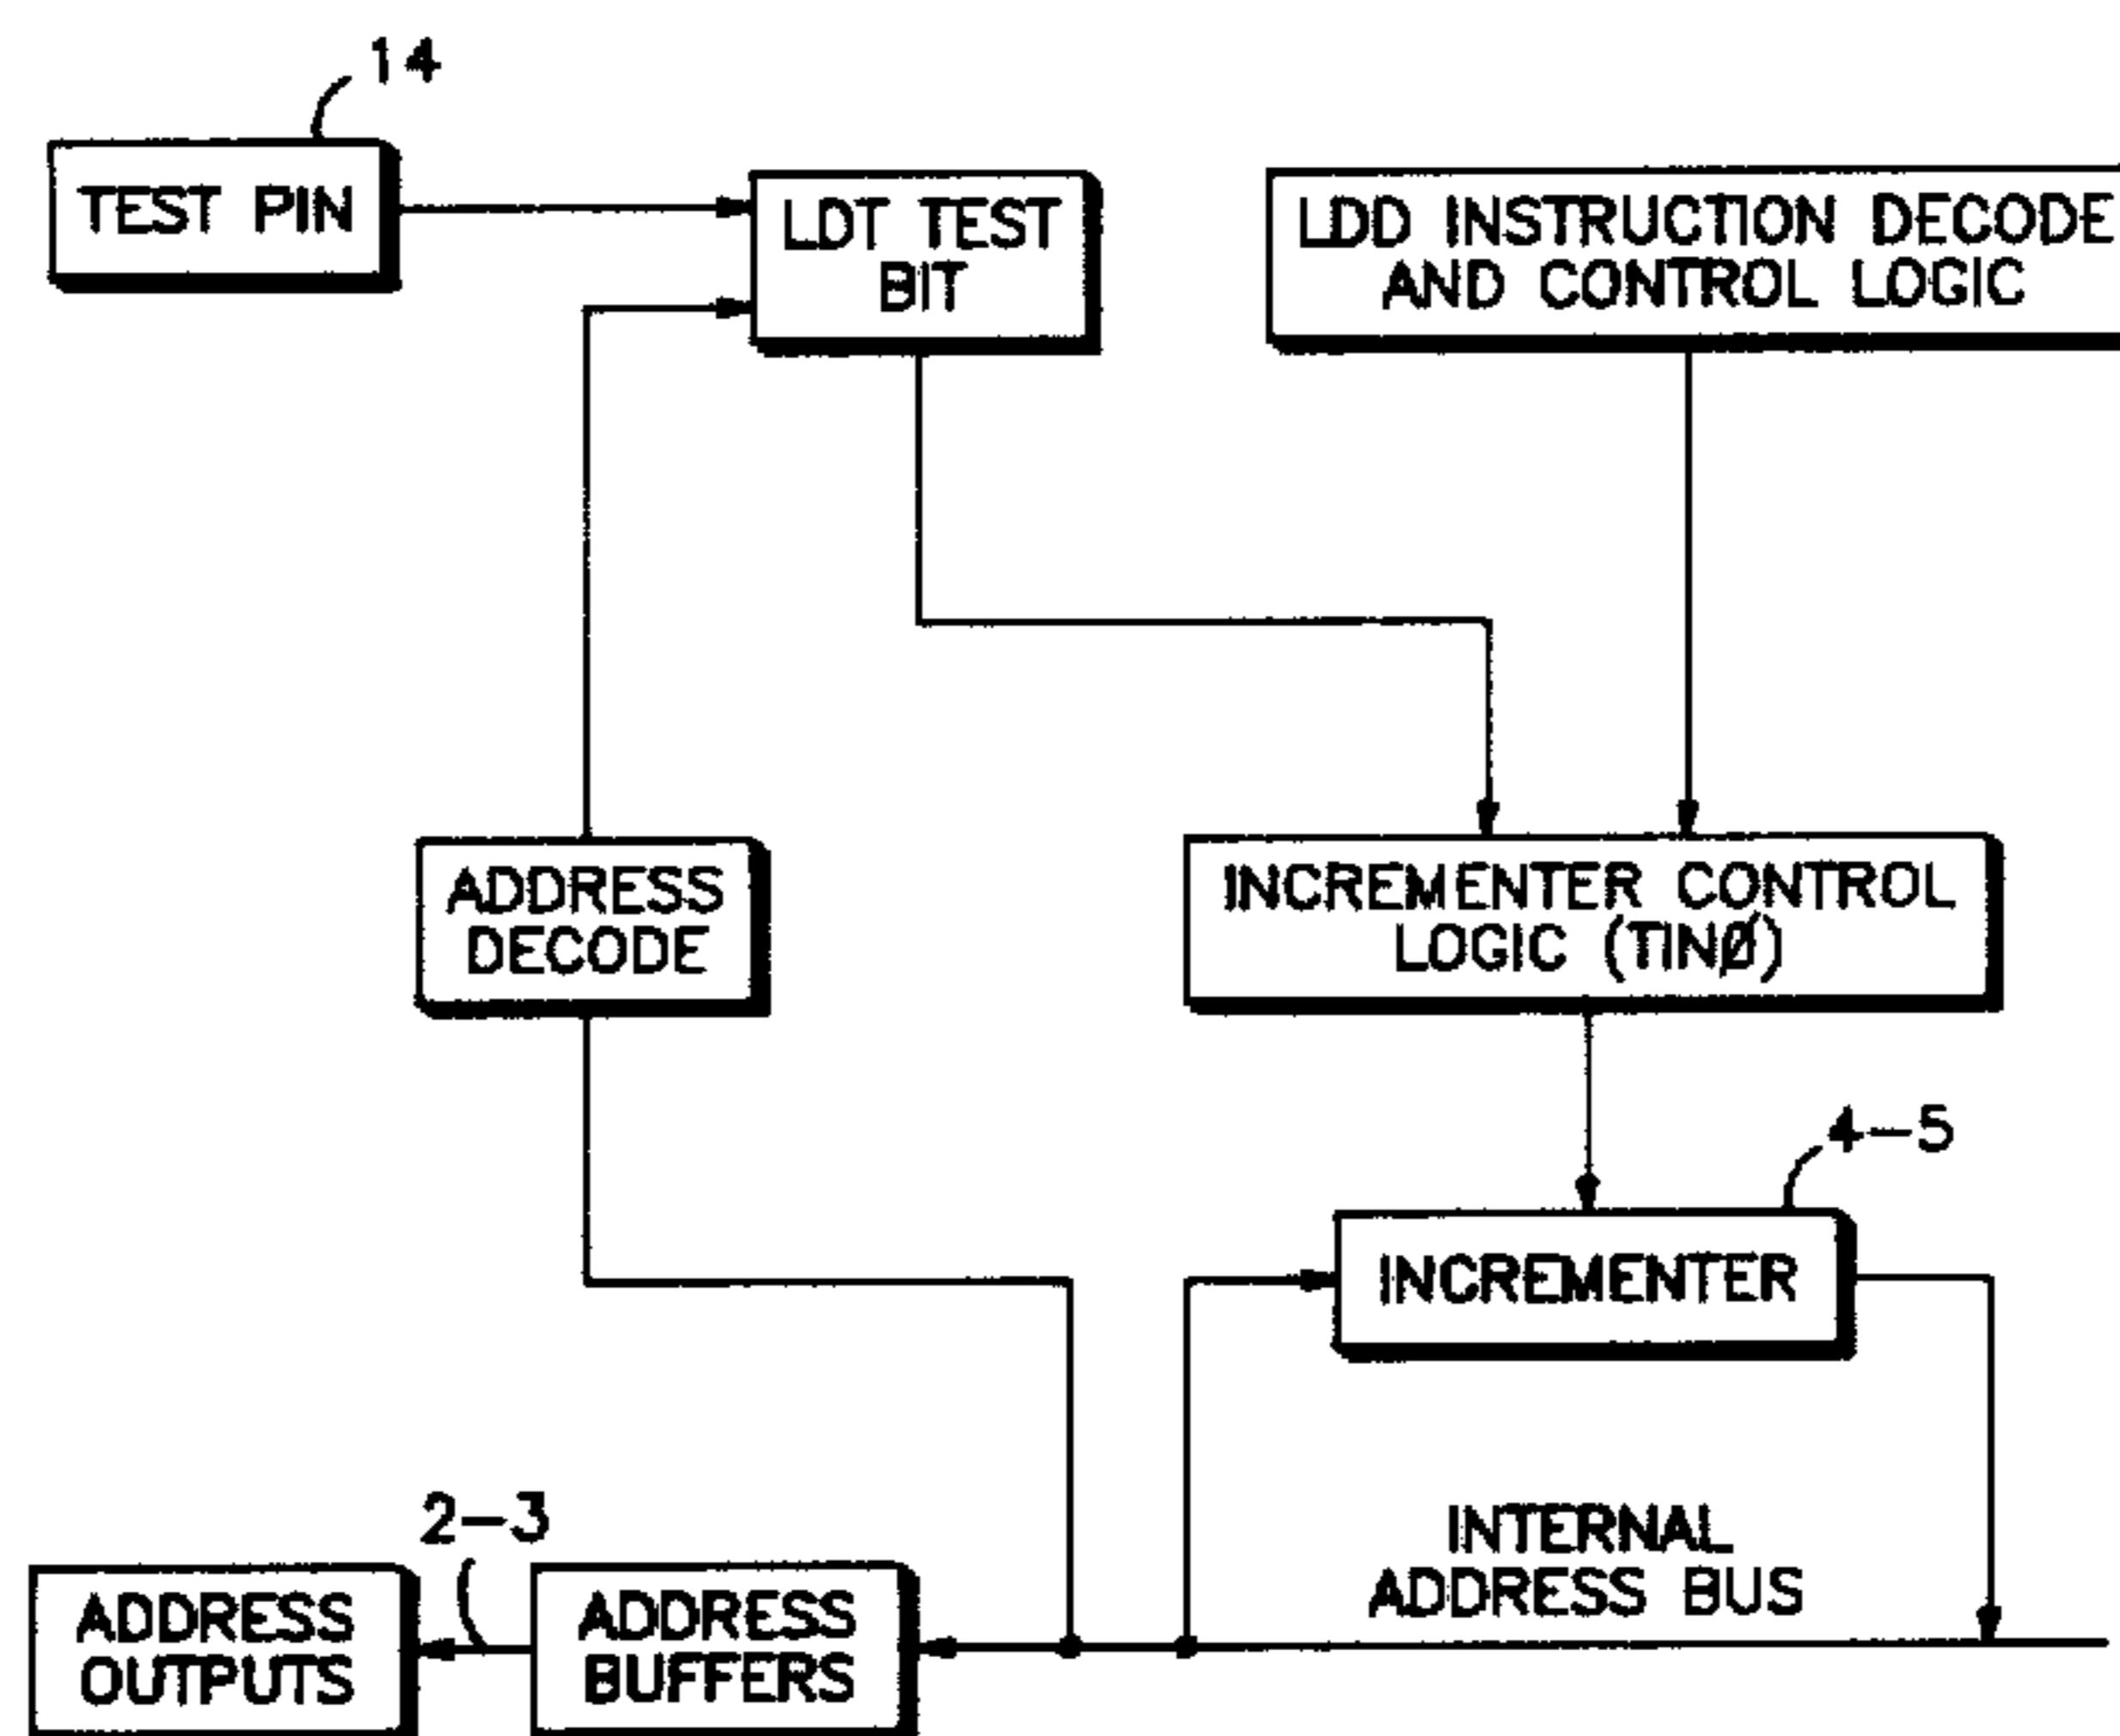 14
TEST PIN
LDT TEST
BIT
LDD INSTRUCTION DECODE
AND CONTROL LOGIC
ADDRESS
DECODE
INCREMENTER CONTROL
LOGIC (TINØ)
4-5
INCREMENTER
INTERNAL
ADDRESS BUS
2-3
ADDRESS
OUTPUTS
ADDRESS
BUFFERS